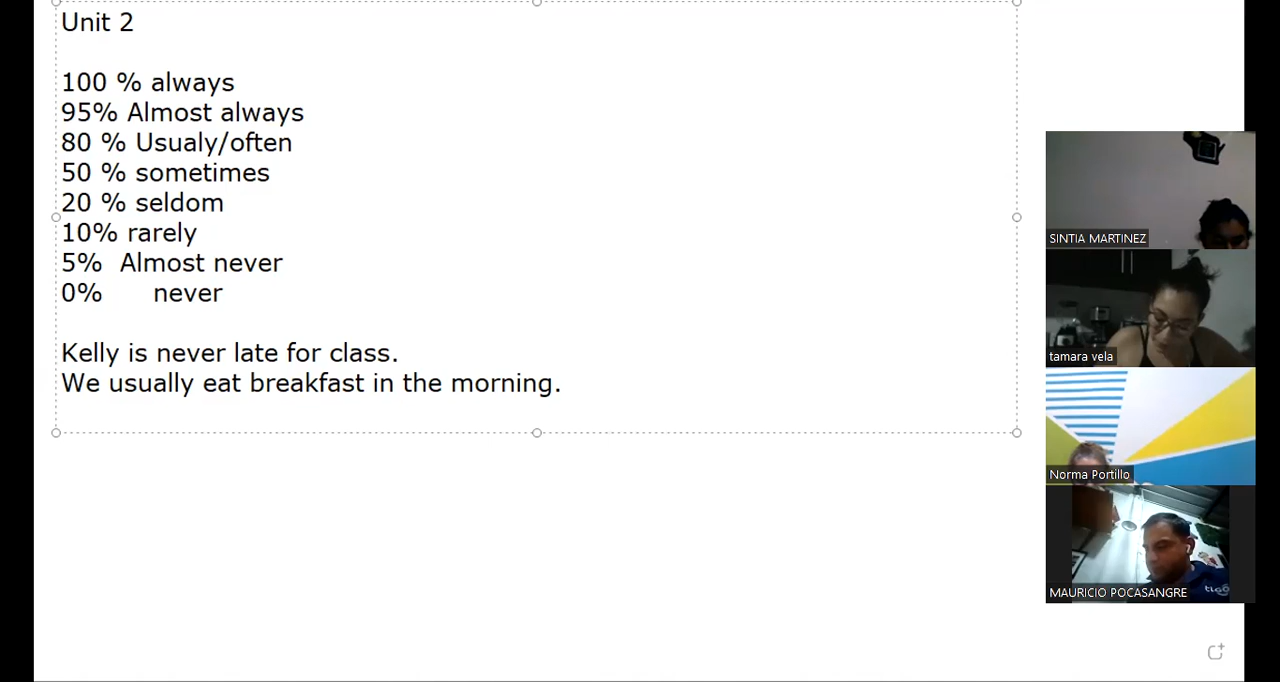 Unit 2
100 % always
95% Almost always
80 % Usualy/often
50 % sometimes
20 % seldom
10% rarely
5% Almost never
0% never
Kelly is never late for class.
We usually eat breakfast in the morning.
SINTIA MARTINEZ
tamara vela
Norma Portillo
MAURICIO POCASANGRE
tigo